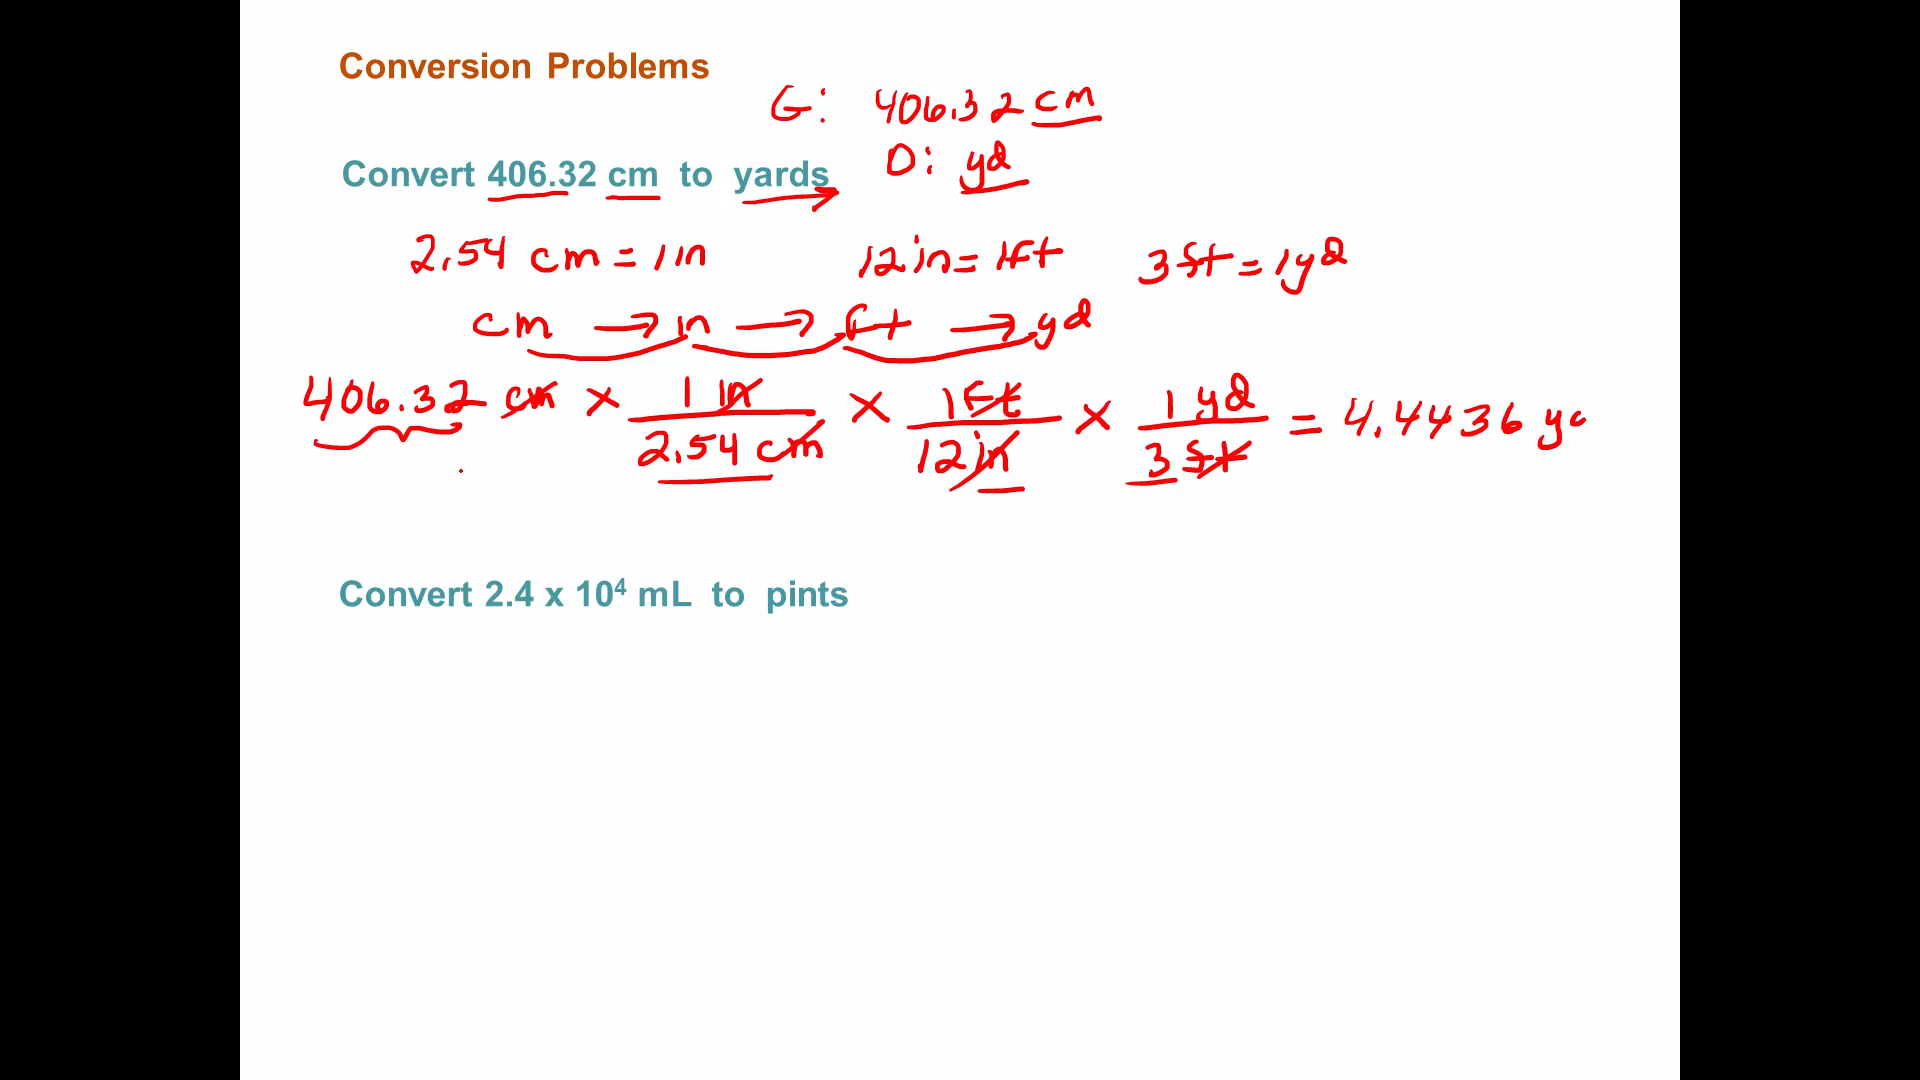 Conversion Problems
G: 406.32 cm
Convert 406.32 cm to yards
D: yd
2.54 cm = 1 in 12 in = 1 ft 3 ft = 1 yd
cm → in → ft → yd
406.32 cm × 1 in / 2.54 cm × 1 ft / 12 in × 1 yd / 3 ft = 4.4436 yd
Convert 2.4 x 10⁴ mL to pints